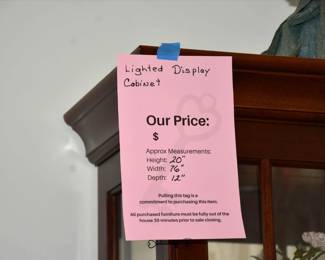 Lighted Display
Cabinet
Our Price:
$
Approx Measurements:
Height: 20"
Width: 76"
Depth: 12"
Pulling this tag is a
commitment to purchasing this item.
All purchased furniture must be fully out of the
house 30 minutes prior to sale closing.